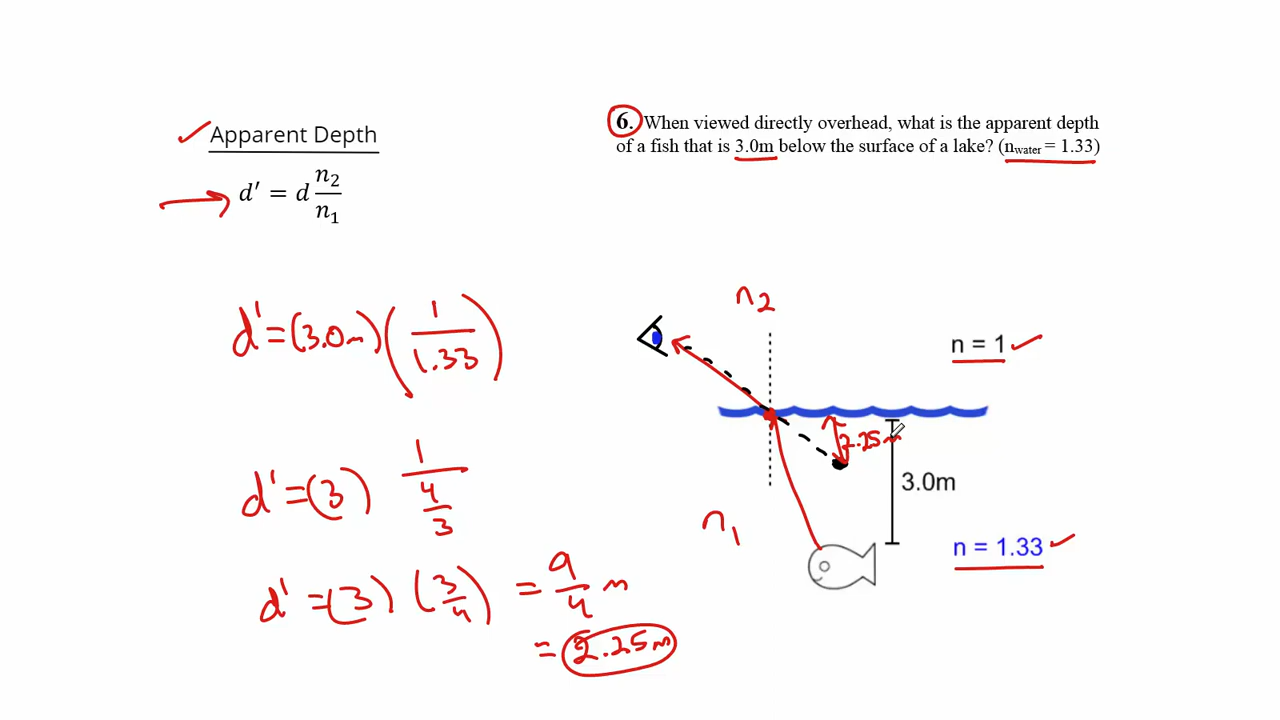 ✓ Apparent Depth
d' = d n₂/n₁
d' = (3.0m) (1/1.33)
d' = (3) 1/(4/3)
d' = (3) (3/4) = 9/4 m
= 2.25m
6. When viewed directly overhead, what is the apparent depth
of a fish that is 3.0m below the surface of a lake? (nwater = 1.33)
n₂
n = 1 ✓
2.25m
3.0m
n₁
n = 1.33 ✓